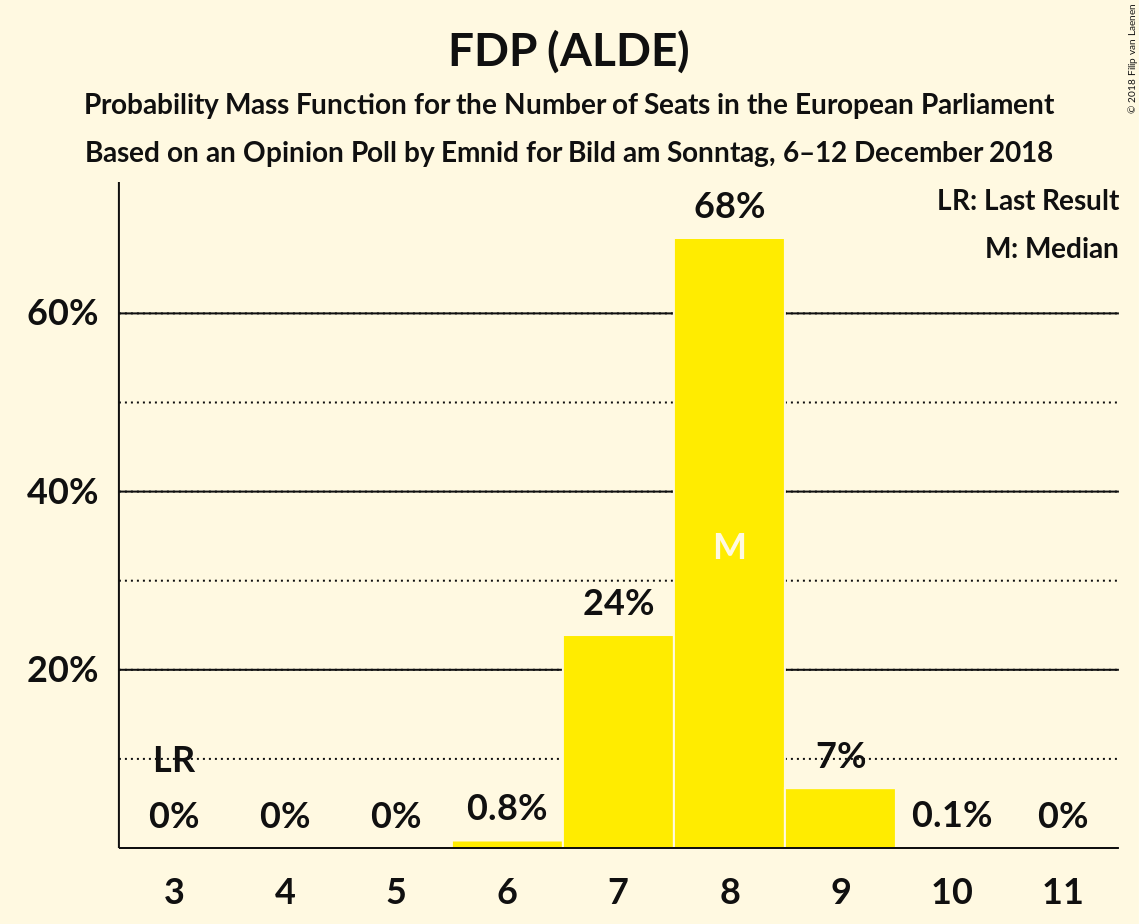 FDP (ALDE)
Probability Mass Function for the Number of Seats in the European Parliament
Based on an Opinion Poll by Emnid for Bild am Sonntag, 6–12 December 2018
© 2018 Filip van Laenen
LR: Last Result
M: Median
68%
60%
40%
M
24%
20%
LR
7%
0% 0% 0% 0.8% 0.1% 0%
3 4 5 6 7 8 9 10 11